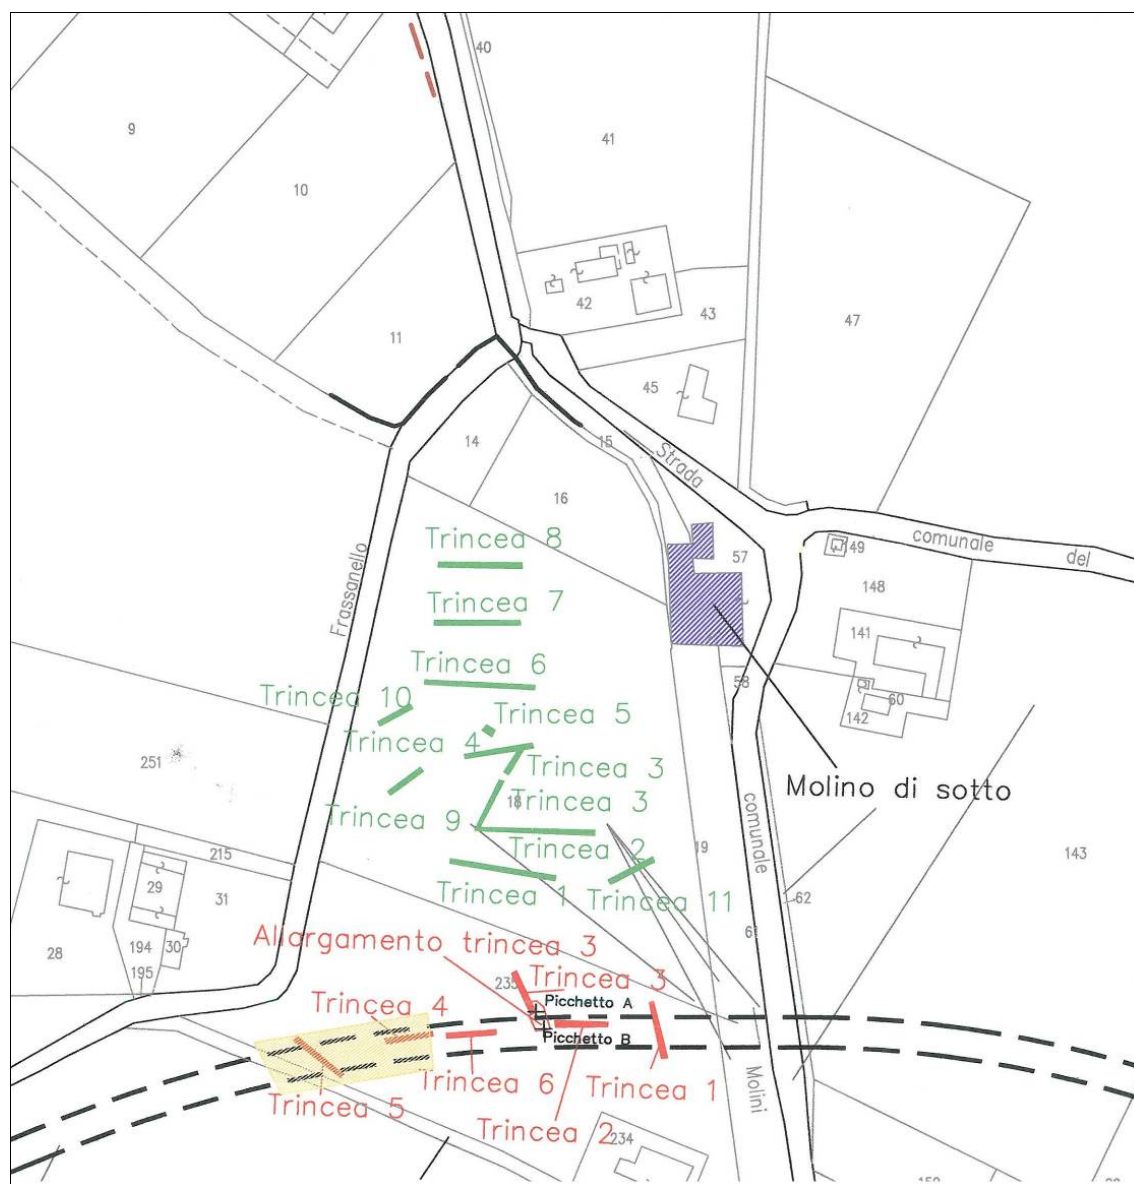 40
9
41
10
42
43
47
11
45
14
15
Strada
16
comunale
del
49
57
148
Frassanello
Trincea 8
Trincea 7
141
60
58
142
Trincea 6
Trincea 10
Trincea 5
Trincea 4
251
Trincea 3
Molino di sotto
18
Trincea 3
Trincea 9
comunale
Trincea 2
19
143
215
29
31
Trincea 1
Trincea 11
62
28
194
30
195
Allargamento trincea 3
235
Trincea 3
Picchetto A
Trincea 4
Picchetto B
Trincea 6
Trincea 1
Molini
Trincea 5
Trincea 2
234